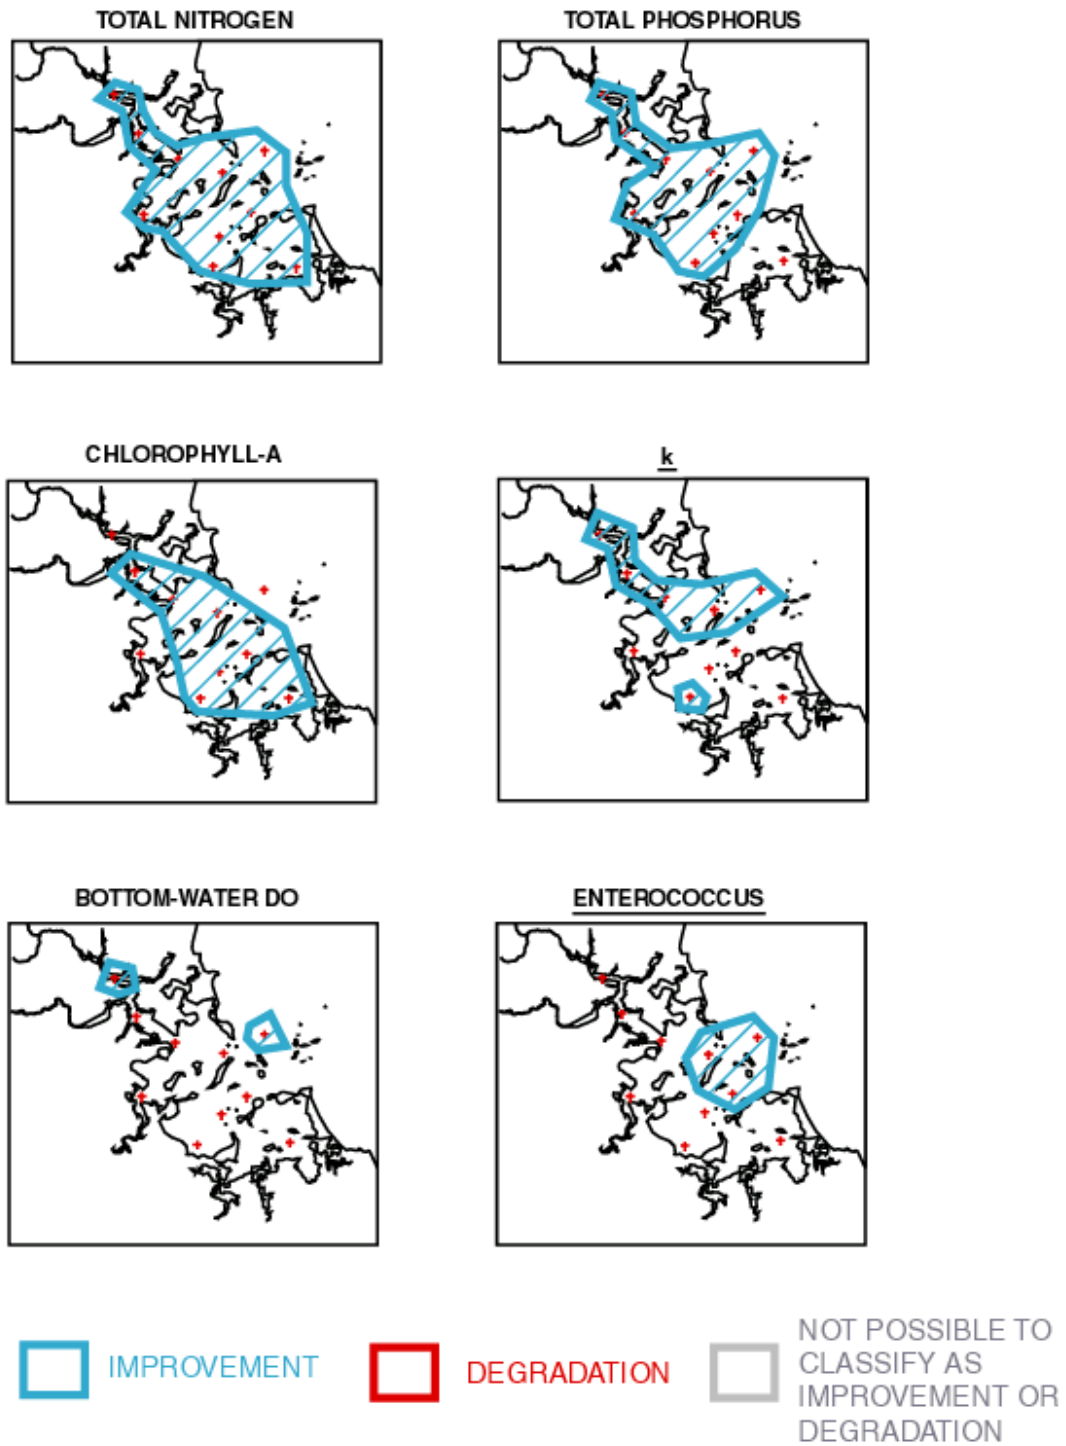 TOTAL NITROGEN
TOTAL PHOSPHORUS
CHLOROPHYLL-A
k
BOTTOM-WATER DO
ENTEROCOCCUS
IMPROVEMENT
DEGRADATION
NOT POSSIBLE TO
CLASSIFY AS
IMPROVEMENT OR
DEGRADATION